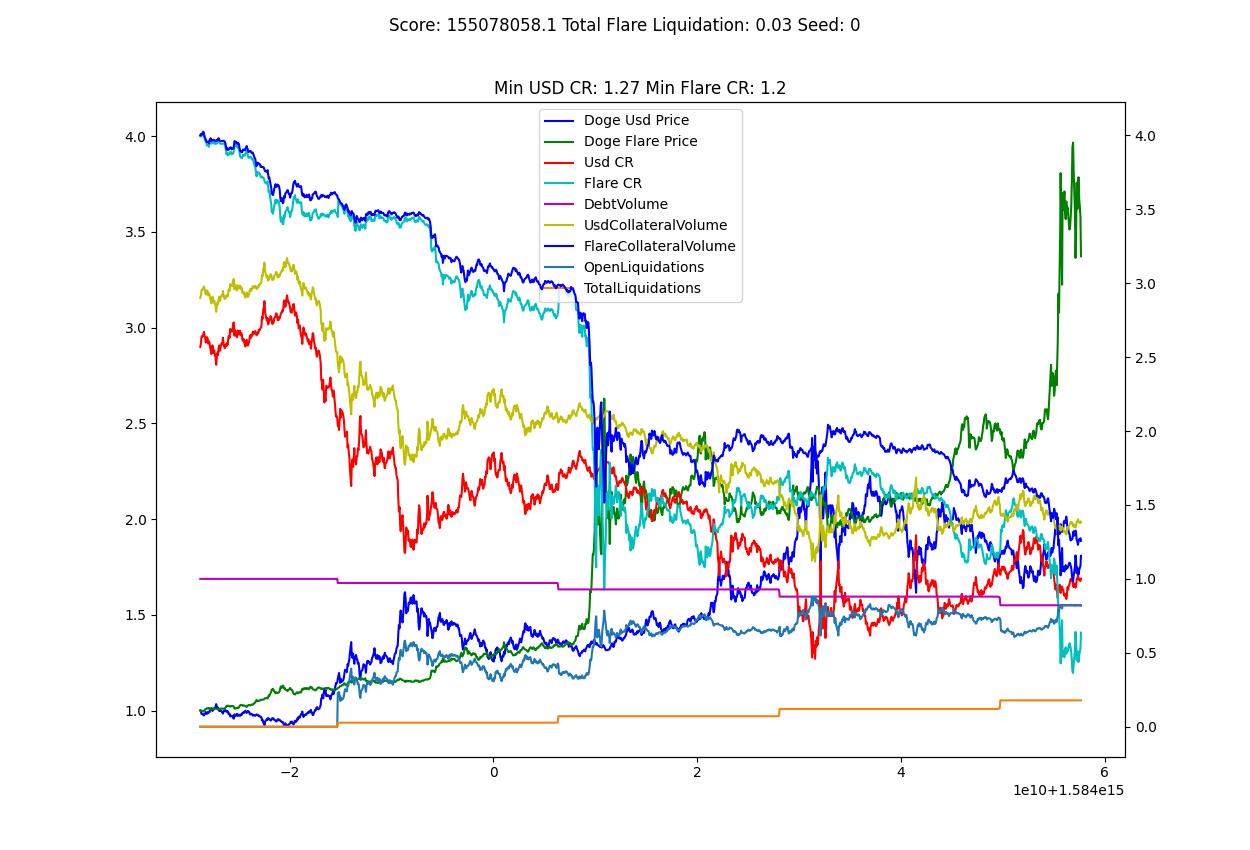 Score: 155078058.1 Total Flare Liquidation: 0.03 Seed: 0
Min USD CR: 1.27 Min Flare CR: 1.2
Doge Usd Price
Doge Flare Price
Usd CR
Flare CR
DebtVolume
UsdCollateralVolume
FlareCollateralVolume
OpenLiquidations
TotalLiquidations
4.0
3.5
3.0
2.5
2.0
1.5
1.0
4.0
3.5
3.0
2.5
2.0
1.5
1.0
0.5
0.0
−2 0 2 4 6
1e10+1.584e15